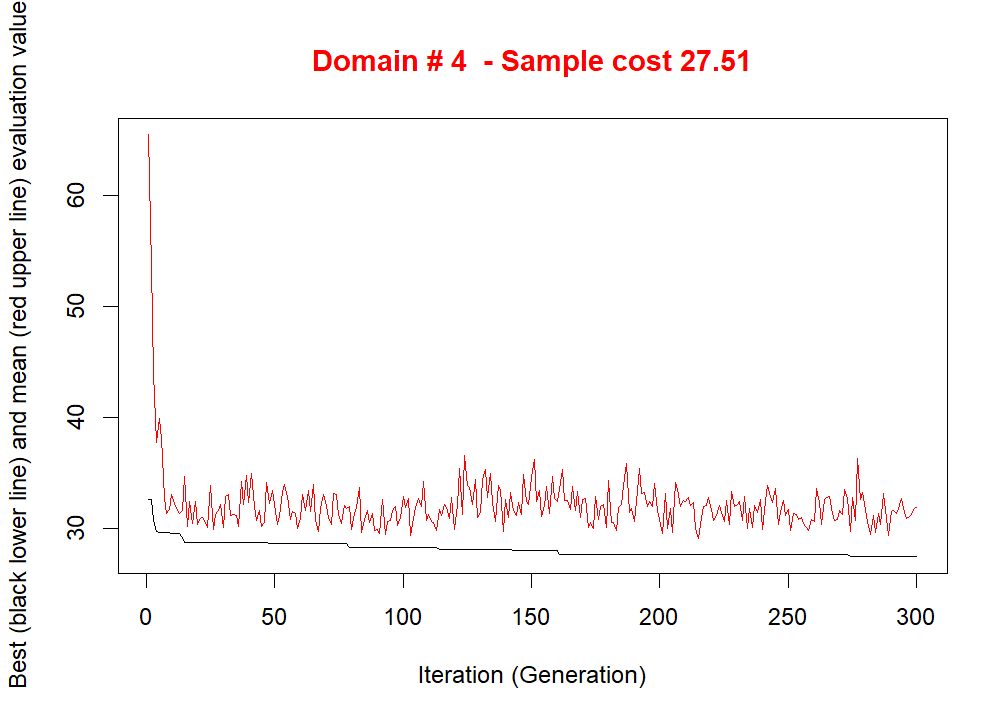 Domain # 4  - Sample cost 27.51
Best (black lower line) and mean (red upper line) evaluation value
60
50
40
30
0 50 100 150 200 250 300
Iteration (Generation)